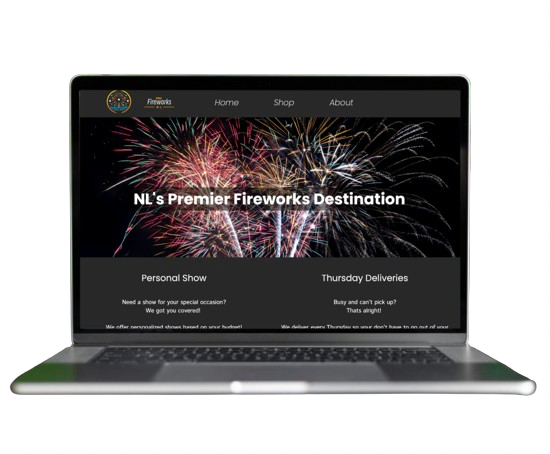 Fireworks
Home Shop About
NL's Premier Fireworks Destination
Personal Show Thursday Deliveries
Need a show for your special occasion?
We got you covered!
Busy and can't pick up?
Thats alright!
We offer personalized shows based on your budget!
We deliver every Thursday so your don't have to go out of your